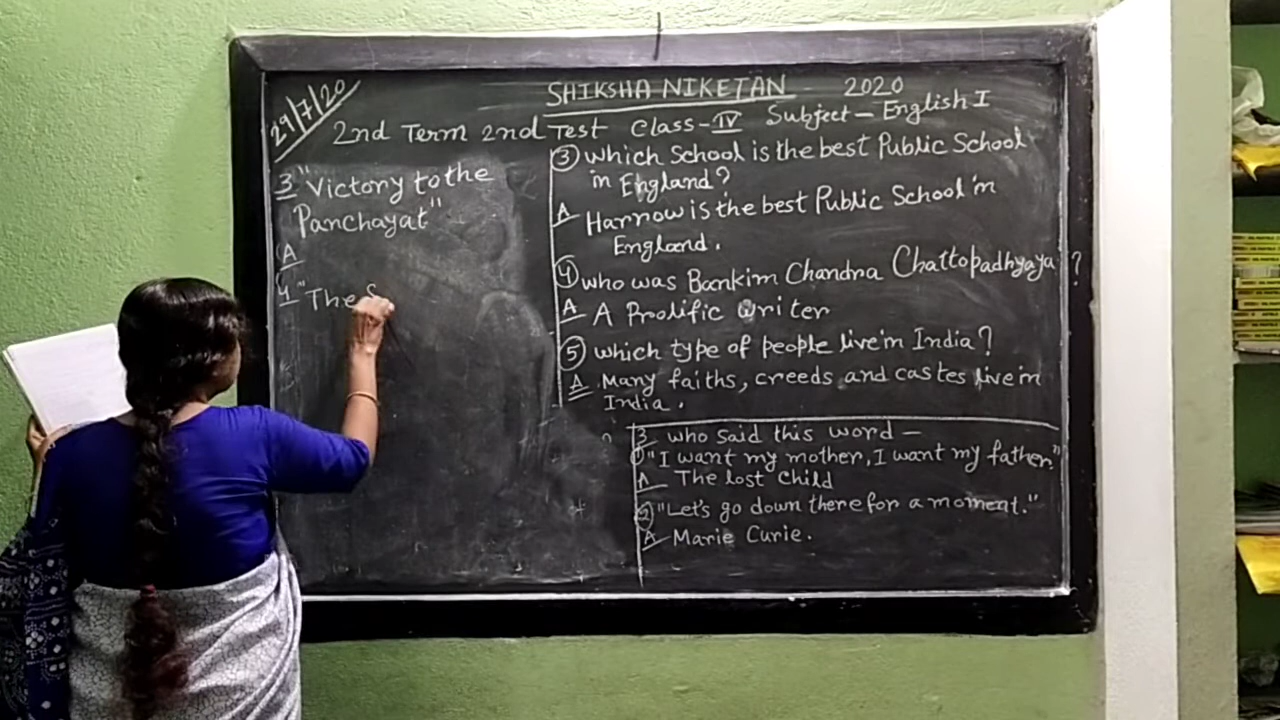 29/7/20
SHIKSHA NIKETAN - 2020
2nd Term 2nd Test Class-IV Subject - English I
3 "Victory to the
Panchayat"
A
4 "The
③ Which School is the best Public School
in England?
A Harrow is the best Public School in
England.
④ who was Bankim Chandra Chattopadhyaya?
A A Prolific writer
⑤ which type of people live in India?
A Many faiths, creeds and castes live in
India.
3 who said this word -
① "I want my mother, I want my father."
A The lost child
② "Let's go down there for a moment."
A Marie Curie.